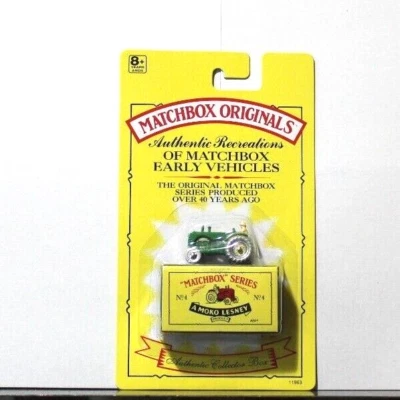 8+
MATCHBOX ORIGINALS
Authentic Recreations
OF MATCHBOX
EARLY VEHICLES
THE ORIGINAL MATCHBOX
SERIES PRODUCED
OVER 40 YEARS AGO
"MATCHBOX" SERIES
No4 No4
A MOKO LESNEY
Authentic Collector Box